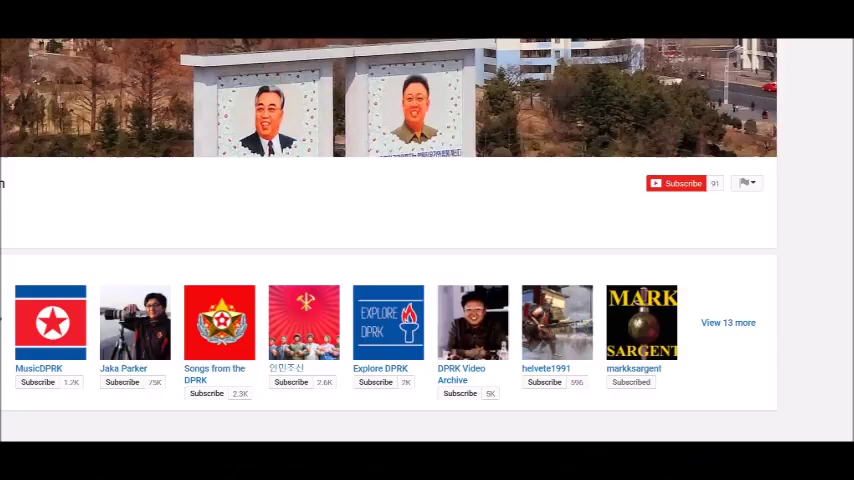 n
Subscribe 91
EXPLORE
DPRK
MARK
SARGENT
View 13 more
MusicDPRK
Jaka Parker
Songs from the
DPRK
인민조선
Explore DPRK
DPRK Video
Archive
helvete1991
markksargent
Subscribe 1.2K
Subscribe 75K
Subscribe 2.3K
Subscribe 2.6K
Subscribe 2K
Subscribe 5K
Subscribe 596
Subscribed